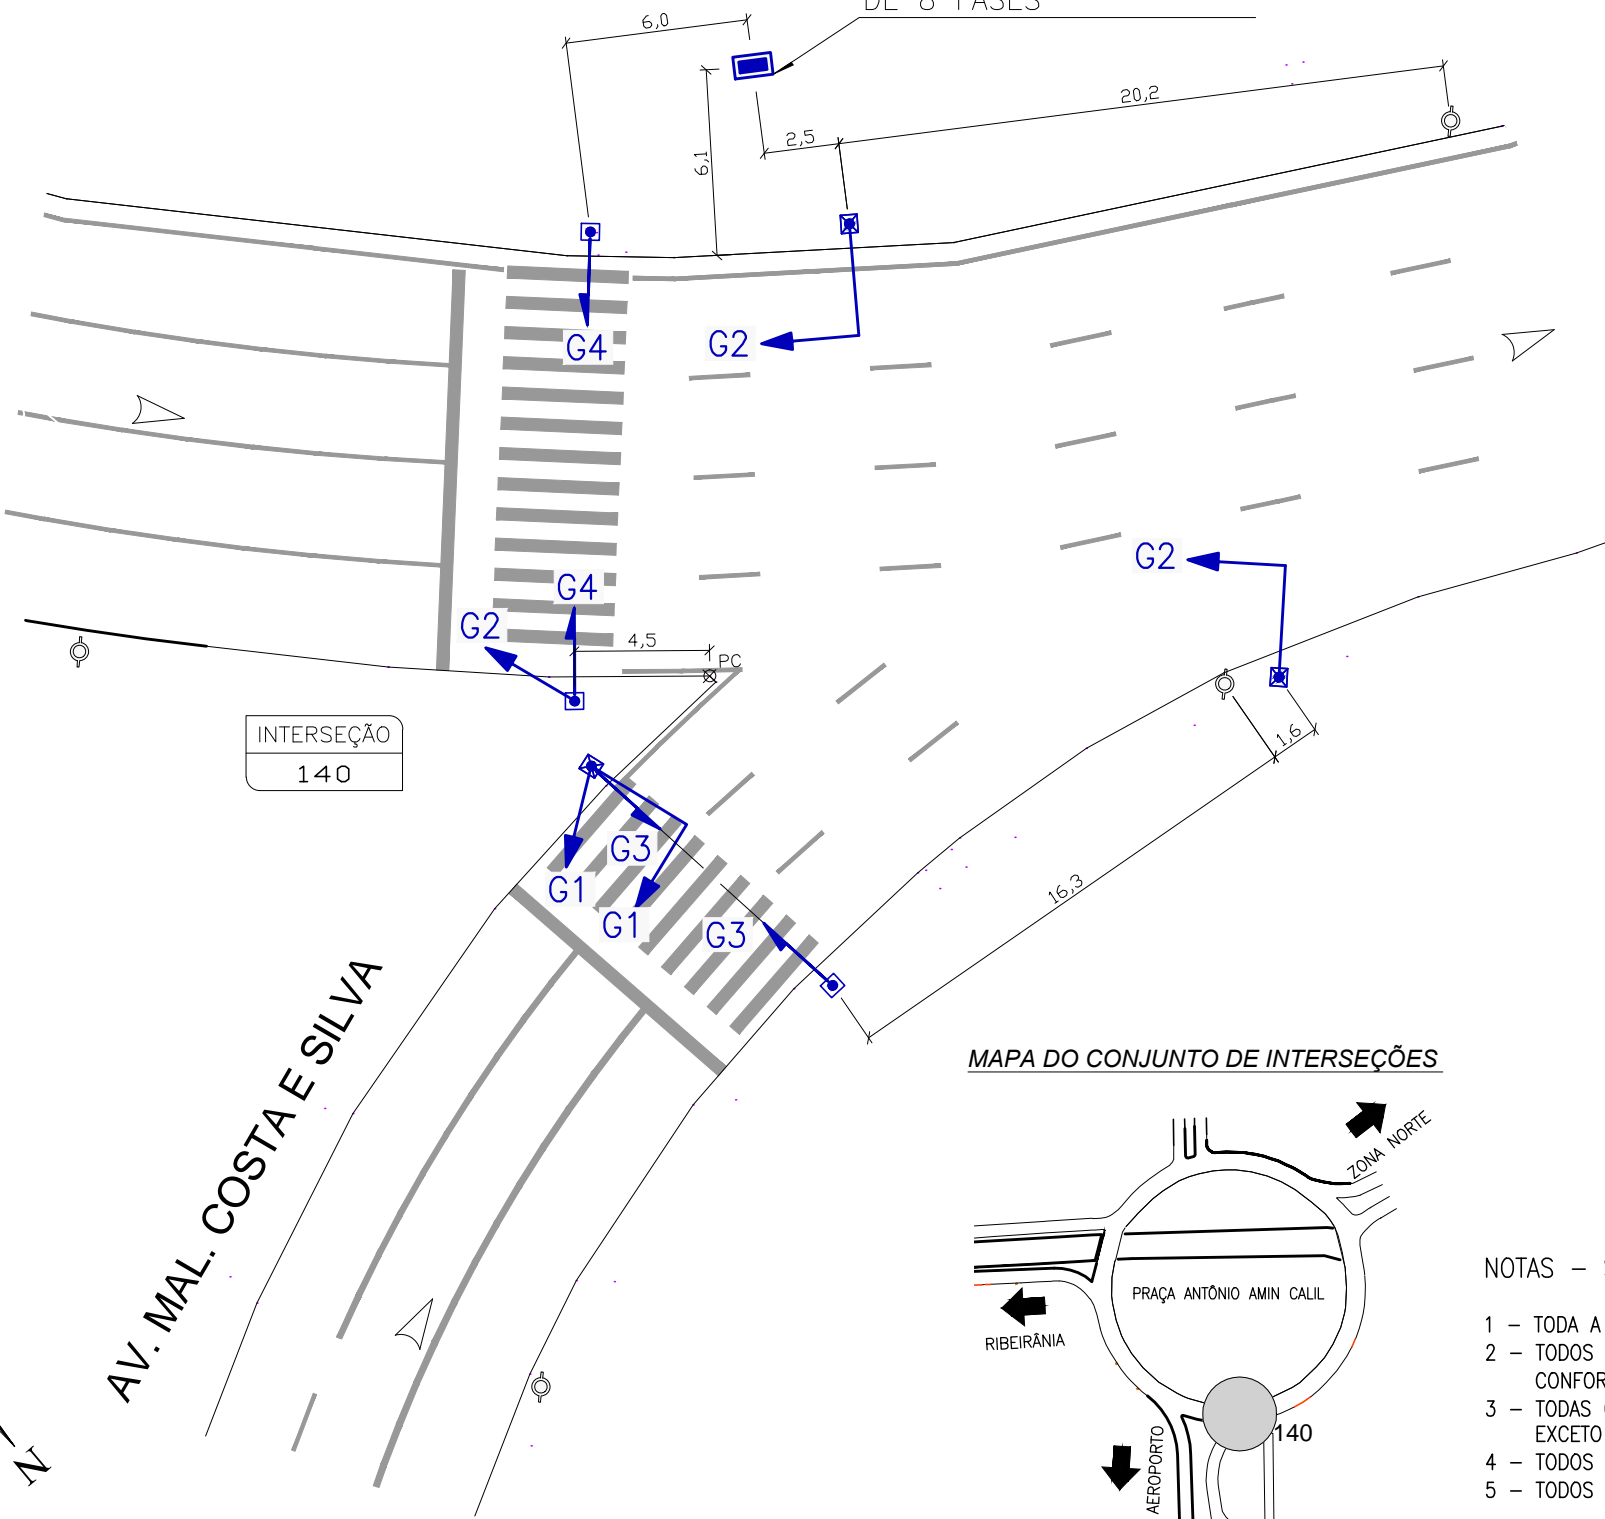 DE 8 FASES
6,0
20,2
2,5
6,1
G4
G2
G2
G4
G2
4,5
PC
INTERSEÇÃO
140
1,6
G3
G1
G1
G3
16,3
AV. MAL. COSTA E SILVA
N
MAPA DO CONJUNTO DE INTERSEÇÕES
ZONA NORTE
PRAÇA ANTÔNIO AMIN CALIL
RIBEIRÂNIA
140
AEROPORTO
NOTAS –
1 – TODA A
2 – TODOS
CONFOR
3 – TODAS
EXCETO
4 – TODOS
5 – TODOS